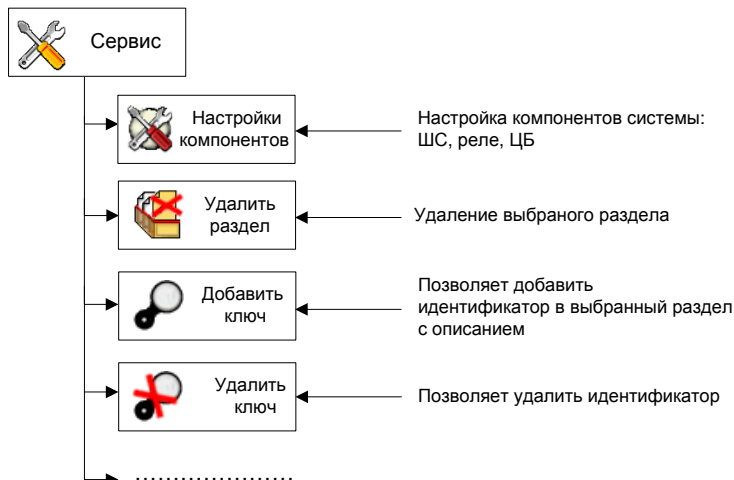 Сервис
Настройки
компонентов
Настройка компонентов системы:
ШС, реле, ЦБ
Удалить
раздел
Удаление выбраного раздела
Добавить
ключ
Позволяет добавить
идентификатор в выбранный раздел
с описанием
Удалить
ключ
Позволяет удалить идентификатор
......................